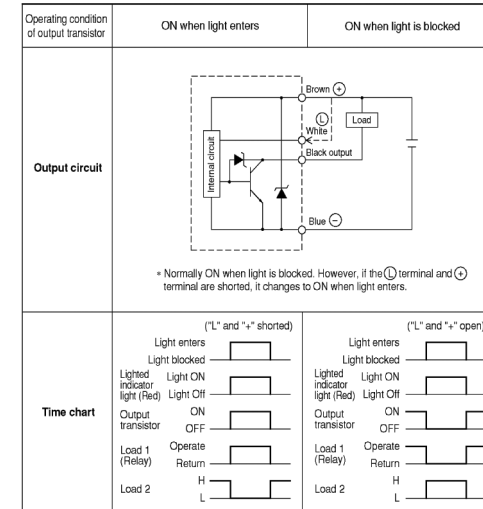 Operating condition
of output transistor
ON when light enters
ON when light is blocked
Output circuit
Internal circuit
Brown +
L
White
Load
Black output
Blue −
* Normally ON when light is blocked. However, if the L terminal and +
terminal are shorted, it changes to ON when light enters.
Time chart
("L" and "+" shorted)
Light enters
Light blocked
Lighted indicator light (Red)
Light ON
Light Off
Output transistor
ON
OFF
Load 1 (Relay)
Operate
Return
Load 2
H
L
("L" and "+" open)
Light enters
Light blocked
Lighted indicator light (Red)
Light ON
Light Off
Output transistor
ON
OFF
Load 1 (Relay)
Operate
Return
Load 2
H
L